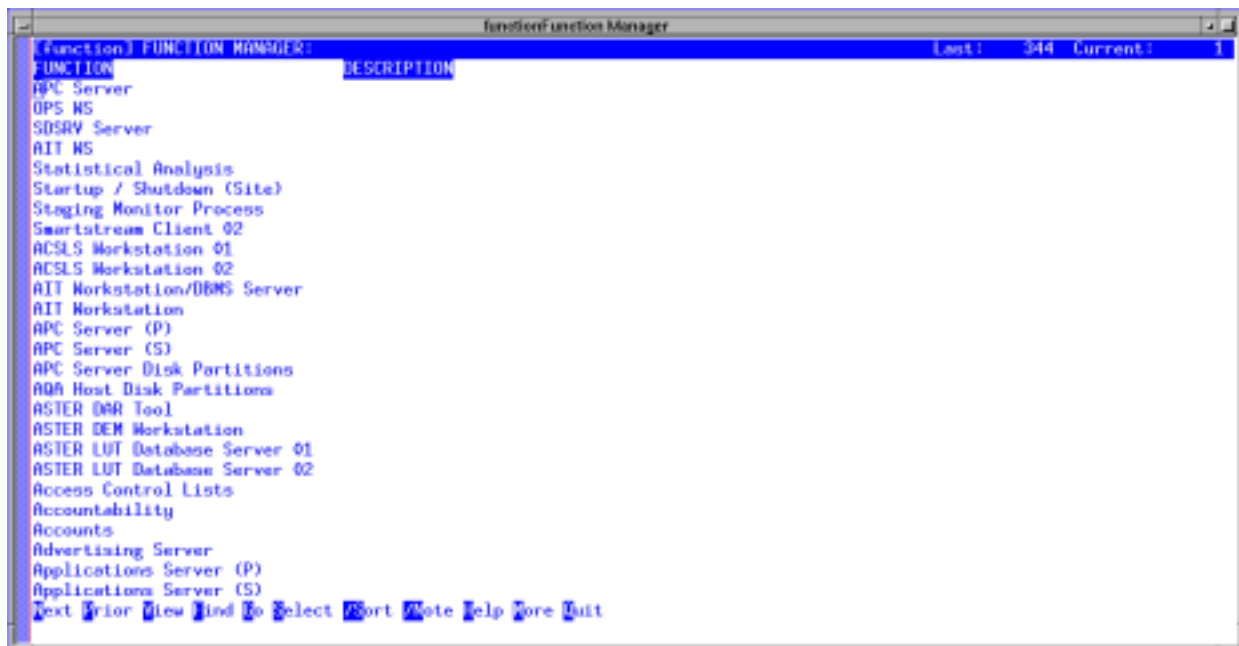 functionFunction Manager
[function] FUNCTION MANAGER: Last: 344 Current: 1
FUNCTION DESCRIPTION
APC Server
OPS WS
SDSRV Server
AIT WS
Statistical Analysis
Startup / Shutdown (Site)
Staging Monitor Process
Smartstream Client 02
ACSLS Workstation 01
ACSLS Workstation 02
AIT Workstation/DBMS Server
AIT Workstation
APC Server (P)
APC Server (S)
APC Server Disk Partitions
AQA Host Disk Partitions
ASTER DAR Tool
ASTER DEM Workstation
ASTER LUT Database Server 01
ASTER LUT Database Server 02
Access Control Lists
Accountability
Accounts
Advertising Server
Applications Server (P)
Applications Server (S)
Next Prior View Find Do Select /Sort /Note Help More Quit